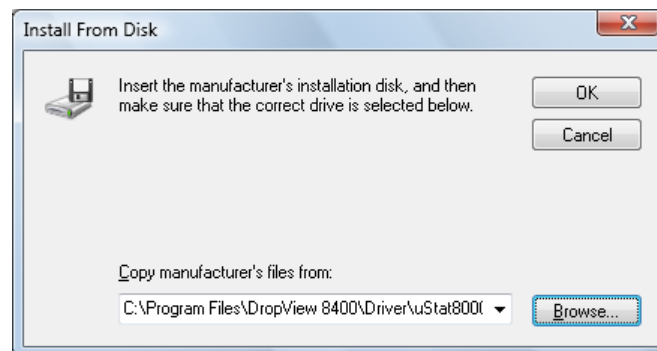 Install From Disk
Insert the manufacturer's installation disk, and then
make sure that the correct drive is selected below.
OK
Cancel
Copy manufacturer's files from:
C:\Program Files\DropView 8400\Driver\uStat800(
Browse...